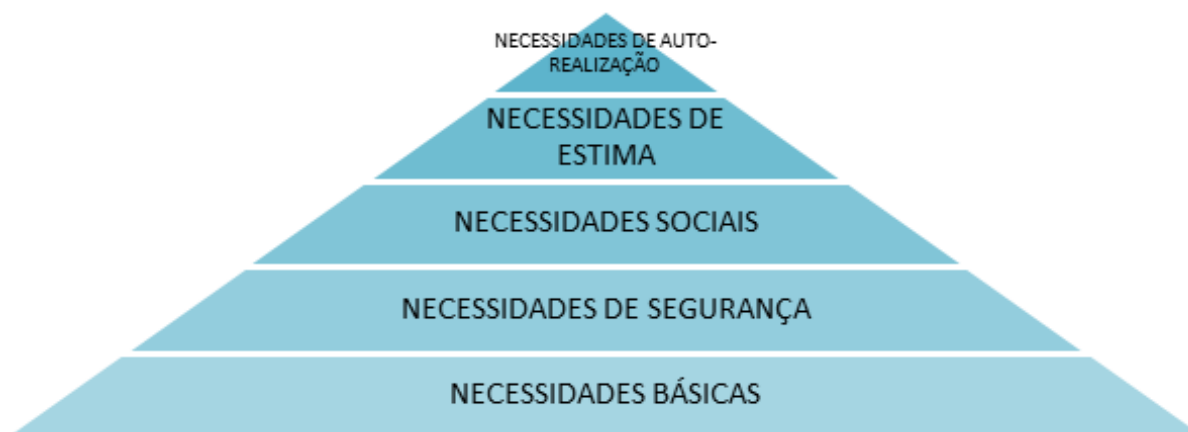 NECESSIDADES DE AUTO-
REALIZAÇÃO
NECESSIDADES DE
ESTIMA
NECESSIDADES SOCIAIS
NECESSIDADES DE SEGURANÇA
NECESSIDADES BÁSICAS